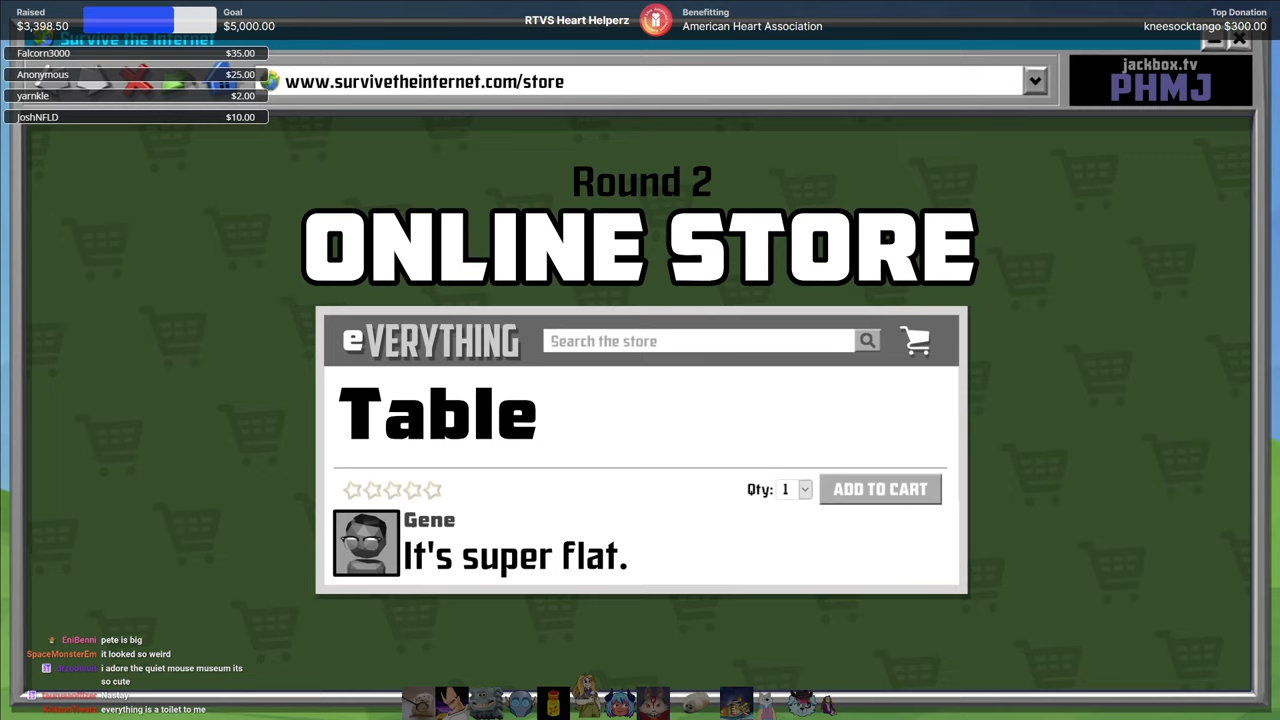 Raised
$3,398.50
Goal
$5,000.00
RTVS Heart Helperz
Benefitting
American Heart Association
Top Donation
kneesocktango $300.00
Survive the Internet
Falcorn3000 $35.00
Anonymous $25.00
yarnkle $2.00
JoshNFLD $10.00
www.survivetheinternet.com/store
jackbox.tv
PHMJ
Round 2
ONLINE STORE
eVERYTHING
Search the store
Table
Qty: 1
ADD TO CART
Gene
It's super flat.
EniBenni pete is big
SpaceMonsterEm it looked so weird
i adore the quiet mouse museum its
so cute
Nastay
everything is a toilet to me